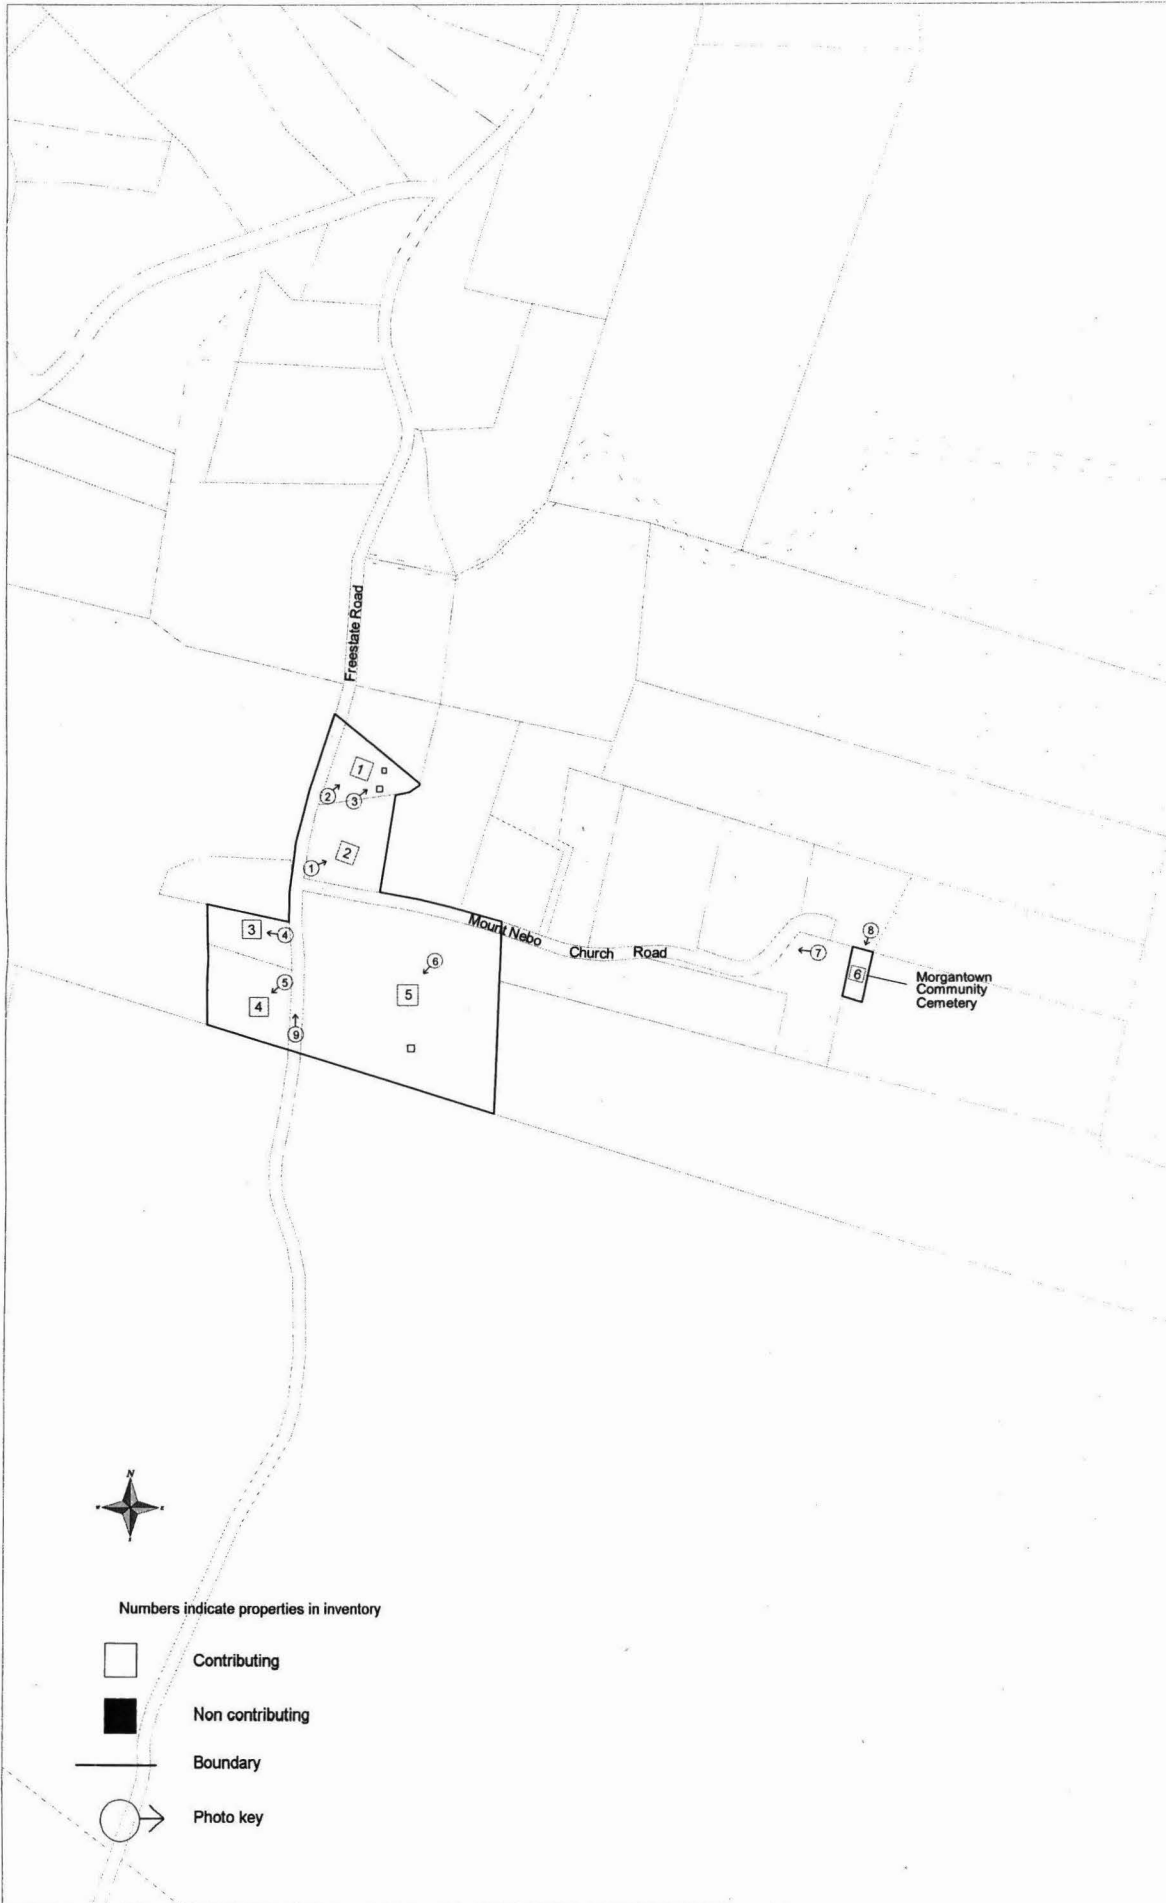 Freestate Road
1
2
3
2
1
3
4
5
4
9
6
5
Mount Nebo
Church Road
7
8
6
Morgantown
Community
Cemetery
N
Numbers indicate properties in inventory
Contributing
Non contributing
Boundary
Photo key